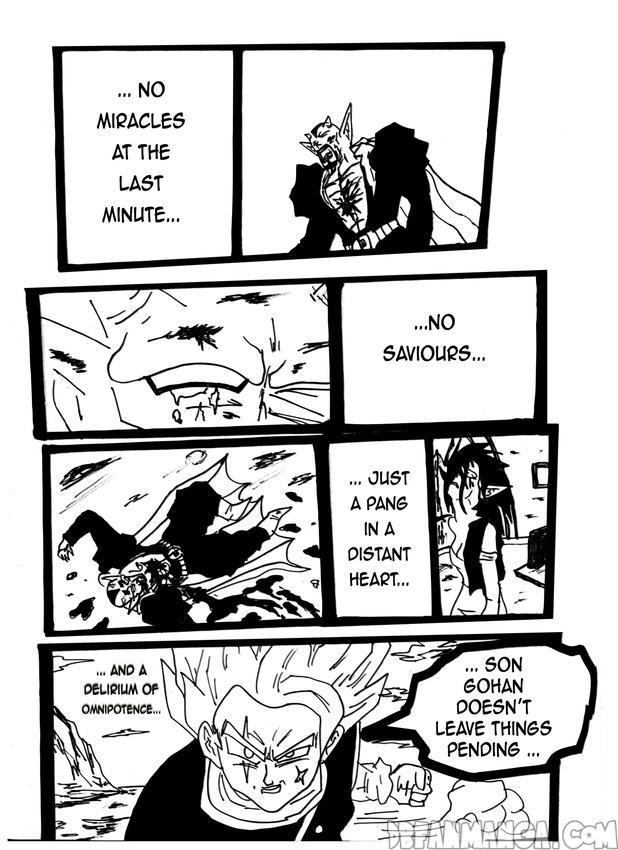 ... NO
MIRACLES
AT THE
LAST
MINUTE...
...NO
SAVIOURS...
... JUST
A PANG
IN A
DISTANT
HEART...
... AND A
DELIRIUM OF
OMNIPOTENCE...
... SON
GOHAN
DOESN'T
LEAVE THINGS
PENDING ...
DBFANMANGA.COM